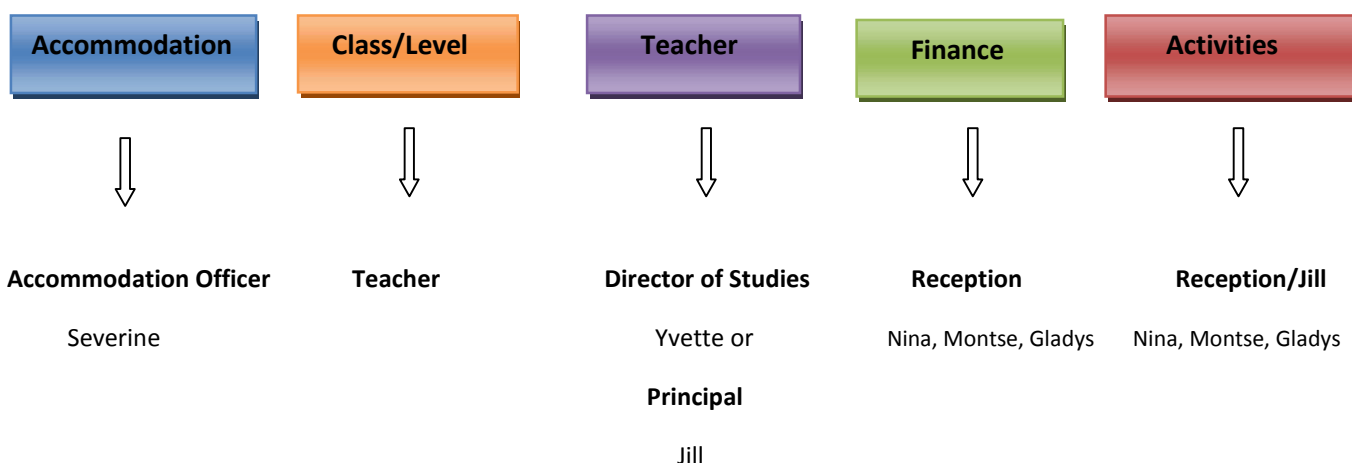 Accommodation
Class/Level
Teacher
Finance
Activities
Accommodation Officer
Teacher
Director of Studies
Reception
Reception/Jill
Severine
Yvette or
Nina, Montse, Gladys
Nina, Montse, Gladys
Principal
Jill